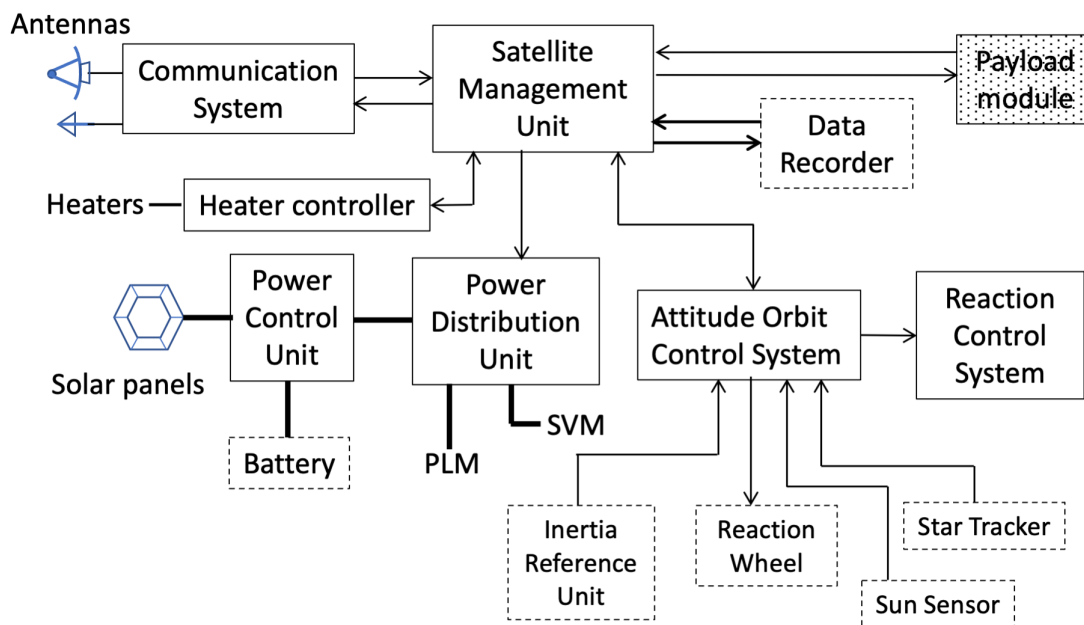 Antennas
Communication
System
Satellite
Management
Unit
Payload
module
Data
Recorder
Heaters
Heater controller
Power
Control
Unit
Solar panels
Battery
Power
Distribution
Unit
SVM
PLM
Attitude Orbit
Control System
Reaction
Control
System
Inertia
Reference
Unit
Reaction
Wheel
Star Tracker
Sun Sensor